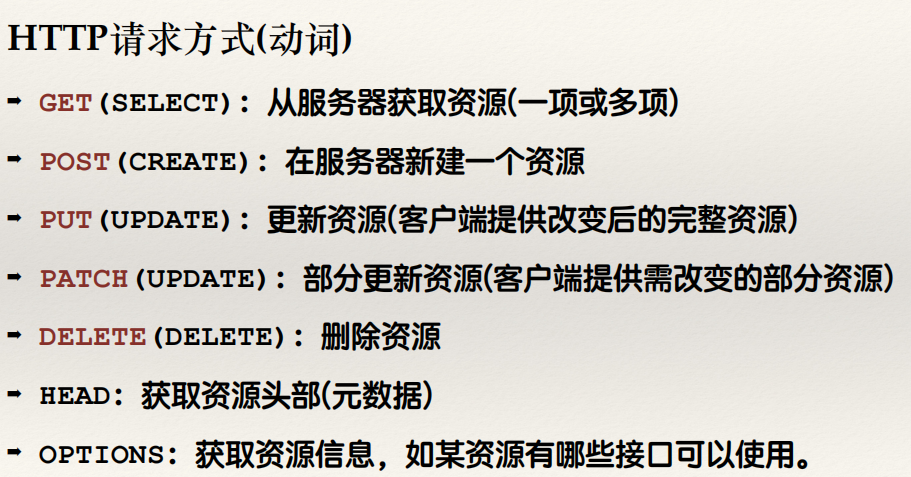 HTTP请求方式(动词)
➡ GET(SELECT)：从服务器获取资源(一项或多项)
➡ POST(CREATE)：在服务器新建一个资源
➡ PUT(UPDATE)：更新资源(客户端提供改变后的完整资源)
➡ PATCH(UPDATE)：部分更新资源(客户端提供需改变的部分资源)
➡ DELETE(DELETE)：删除资源
➡ HEAD：获取资源头部(元数据)
➡ OPTIONS：获取资源信息，如某资源有哪些接口可以使用。